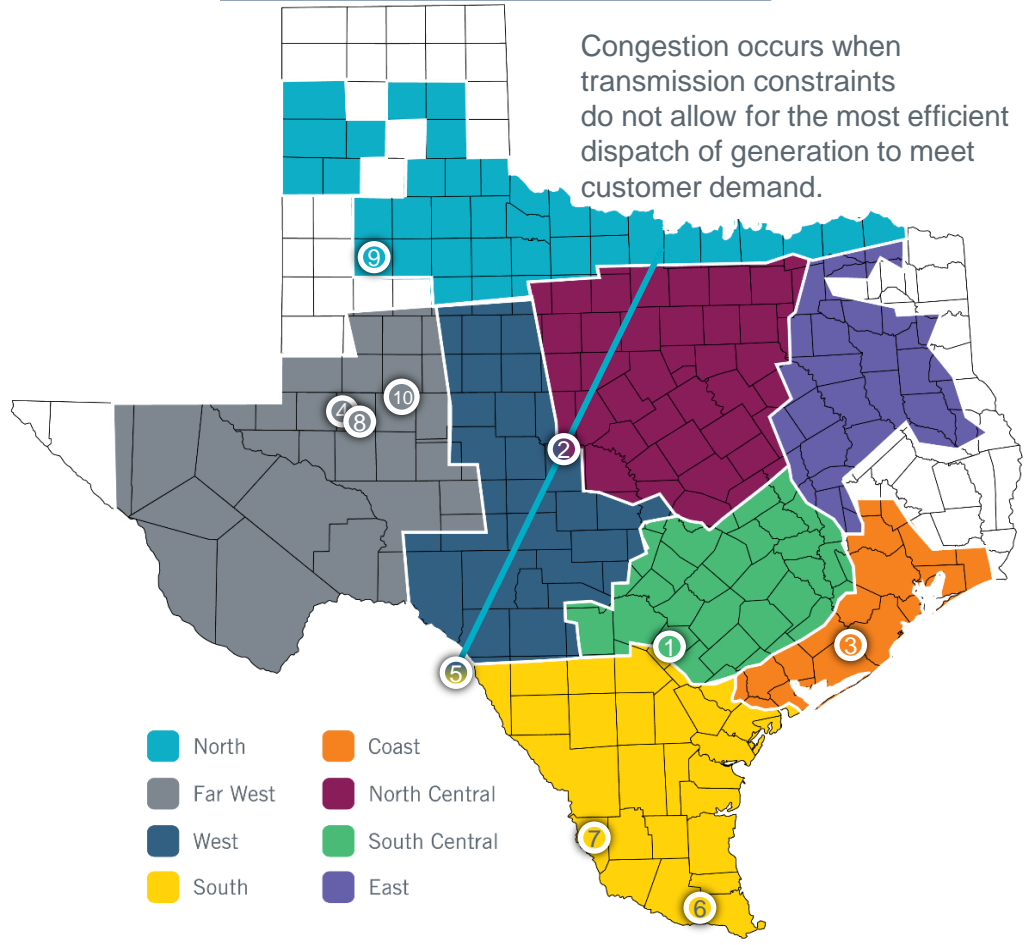 Congestion occurs when
transmission constraints
do not allow for the most efficient
dispatch of generation to meet
customer demand.
9
10
4
8
2
1
3
5
7
6
North
Coast
Far West
North Central
West
South Central
South
East